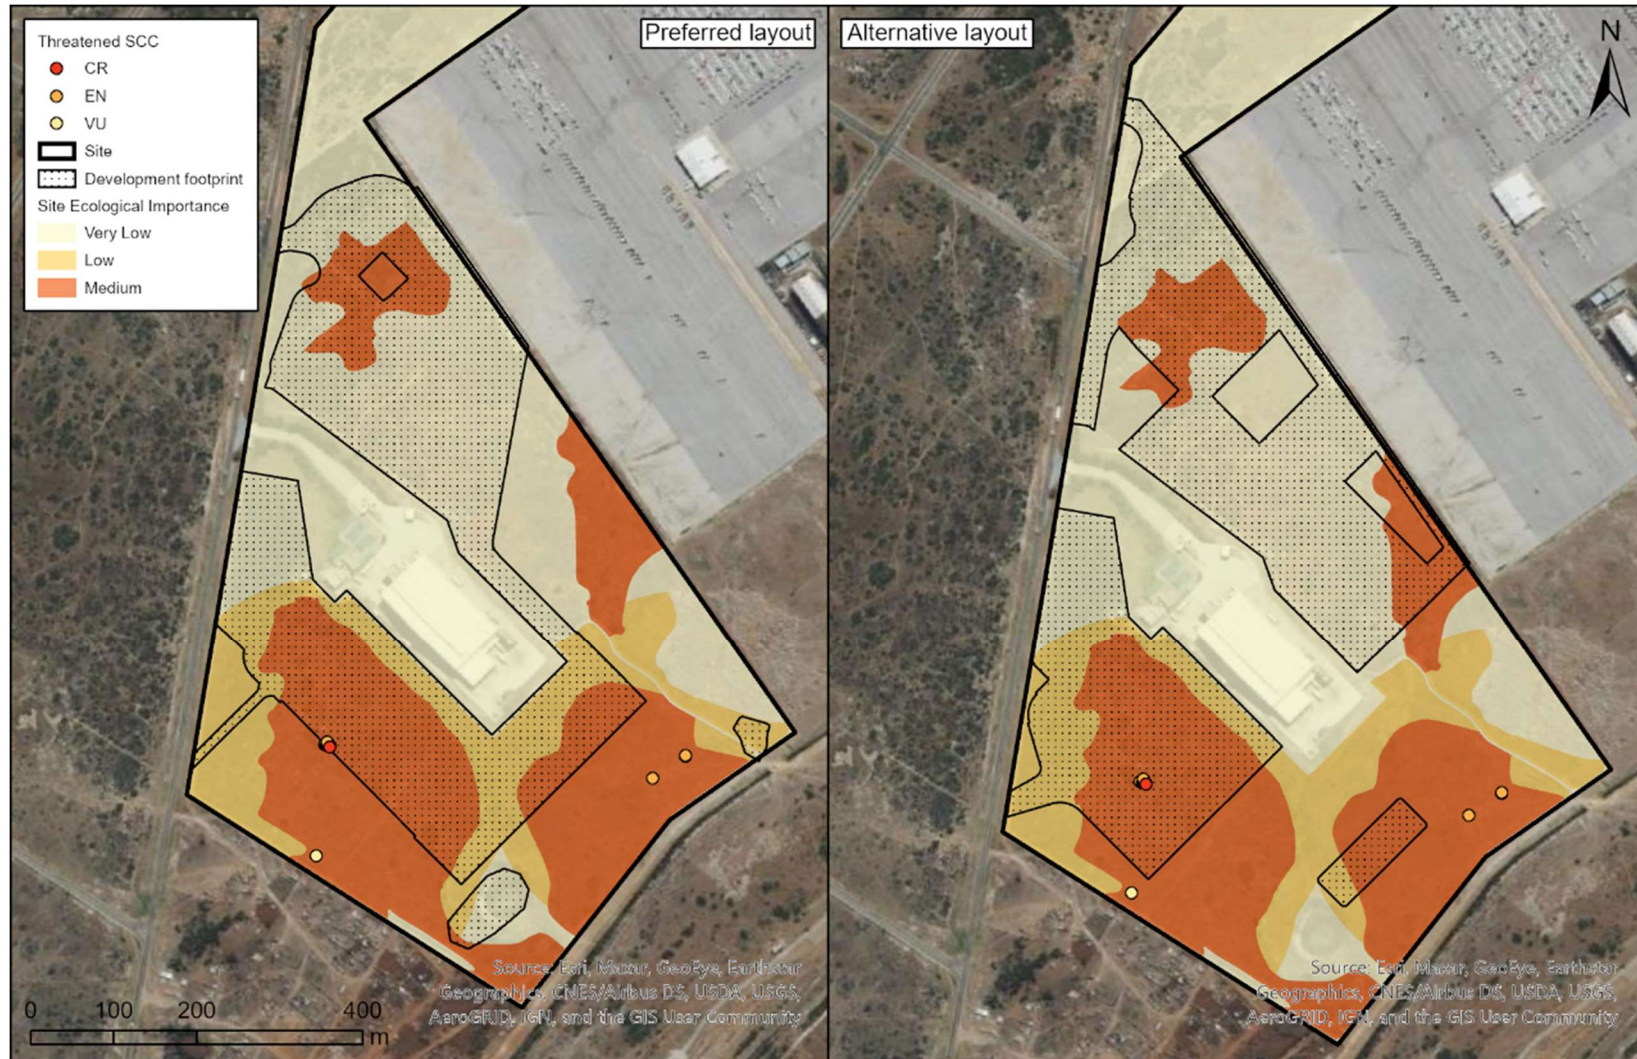 Preferred layout
Alternative layout
N
Threatened SCC
CR
EN
VU
Site
Development footprint
Site Ecological Importance
Very Low
Low
Medium
Source: Esri, Maxar, GeoEye, Earthstar
Geographics, CNES/Airbus DS, USDA, USGS,
AeroGRID, IGN, and the GIS User Community
Source: Esri, Maxar, GeoEye, Earthstar
Geographics, CNES/Airbus DS, USDA, USGS,
AeroGRID, IGN, and the GIS User Community
0 100 200 400
m